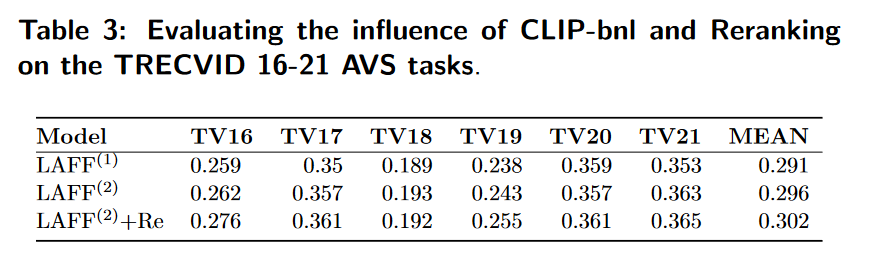 Table 3: Evaluating the influence of CLIP-bnl and Reranking
on the TRECVID 16-21 AVS tasks.
Model TV16 TV17 TV18 TV19 TV20 TV21 MEAN
LAFF(1) 0.259 0.35 0.189 0.238 0.359 0.353 0.291
LAFF(2) 0.262 0.357 0.193 0.243 0.357 0.363 0.296
LAFF(2)+Re 0.276 0.361 0.192 0.255 0.361 0.365 0.302